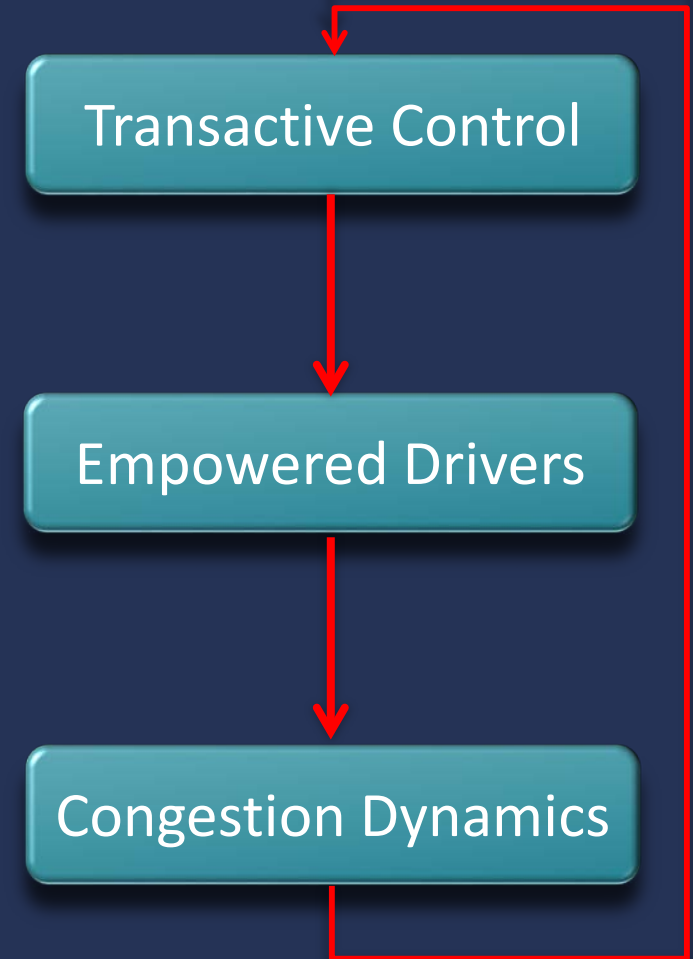 Transactive Control
Empowered Drivers
Congestion Dynamics